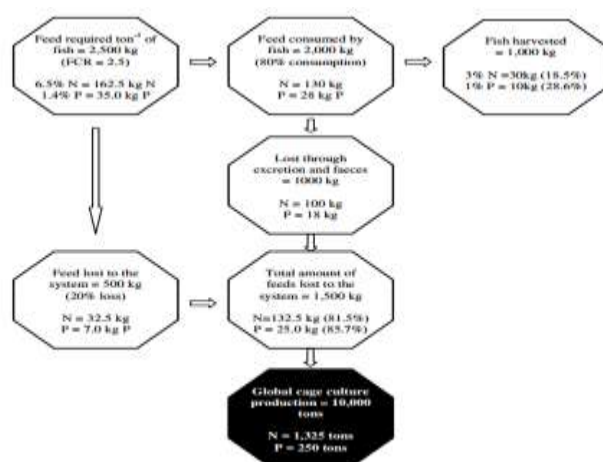 Feed required ton⁻¹ of
fish = 2,500 kg
(FCR = 2.5)
6.5% N = 162.5 kg N
1.4% P = 35.0 kg P
Feed consumed by
fish = 2,000 kg
(80% consumption)
N = 130 kg
P = 28 kg P
Fish harvested
= 1,000 kg
3% N =30kg (18.5%)
1% P = 10kg (28.6%)
Lost through
excretion and faeces
= 1000 kg
N = 100 kg
P = 18 kg
Feed lost to the
system = 500 kg
(20% loss)
N = 32.5 kg
P = 7.0 kg P
Total amount of
feeds lost to the
system = 1,500 kg
N=132.5 kg (81.5%)
P = 25.0 kg (85.7%)
Global cage culture
production = 10,000
tons
N = 1,325 tons
P = 250 tons